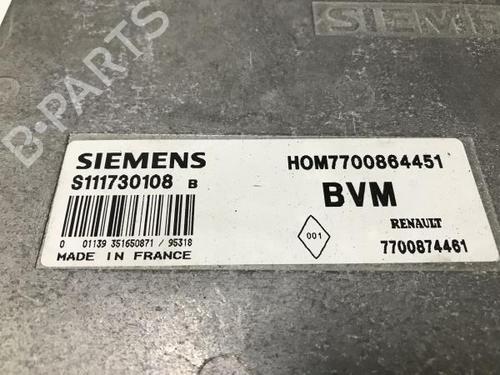 SIEMENS
B-PARTS
SIEMENS
HOM7700864451
S111730108 B
BVM
RENAULT
001
7700874461
0 01139 351650871 / 95318
MADE IN FRANCE